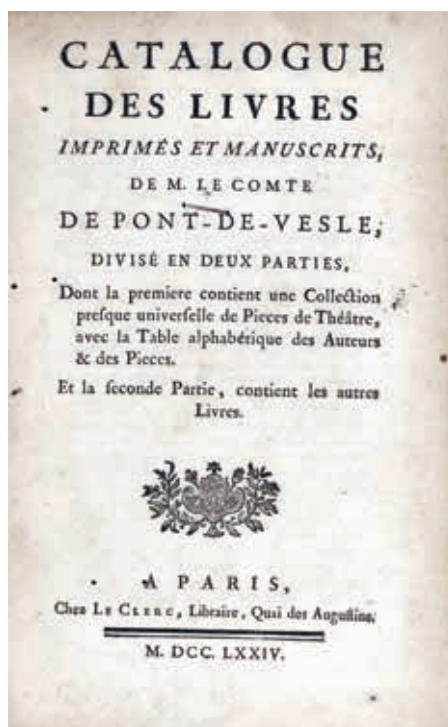 CATALOGUE
DES LIVRES
IMPRIMÉS ET MANUSCRITS,
DE M. LE COMTE
DE PONT-DE-VESLE,
DIVISÉ EN DEUX PARTIES,
Dont la premiere contient une Collection
preſque univerſelle de Pieces de Théâtre,
avec la Table alphabétique des Auteurs
& des Pieces.
Et la ſeconde Partie, contient les autres
Livres.
A PARIS,
Chez LE CLERC, Libraire, Quai des Auguſtins.
M. DCC. LXXIV.